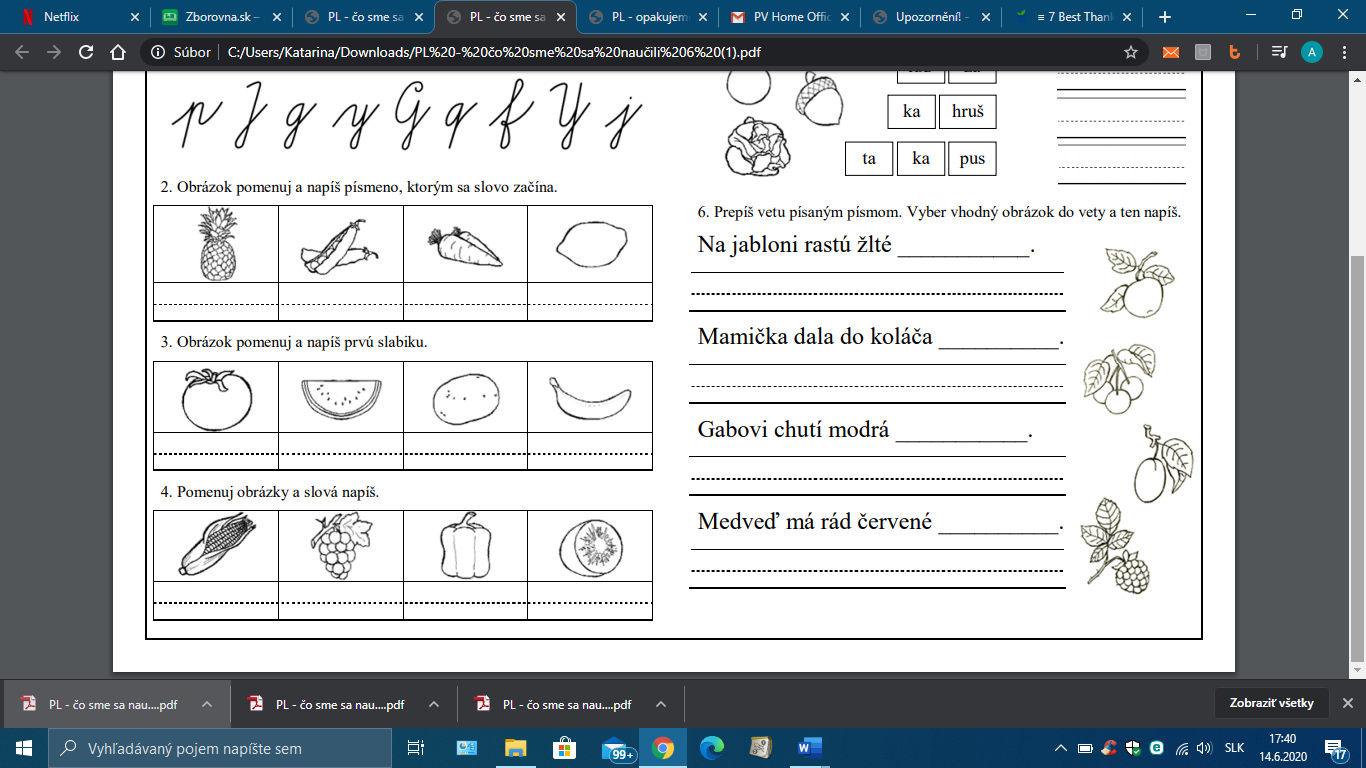 Netflix
Zborovna.sk –
PL - čo sme sa
PL - čo sme sa
PL - opakujem
PV Home Offic
Upozornění! -
≡ 7 Best Thank
Súbor
C:/Users/Katarina/Downloads/PL%20-%20čo%20sme%20sa%20naučili%206%20(1).pdf
A
p J g y G q f Y j
2. Obrázok pomenuj a napíš písmeno, ktorým sa slovo začína.
3. Obrázok pomenuj a napíš prvú slabiku.
4. Pomenuj obrázky a slová napíš.
ka hruš
ta ka pus
6. Prepíš vetu písaným písmom. Vyber vhodný obrázok do vety a ten napíš.
Na jabloni rastú žlté ___________.
Mamička dala do koláča __________.
Gabovi chutí modrá ___________.
Medveď má rád červené __________.
PL - čo sme sa nau....pdf
PL - čo sme sa nau....pdf
PL - čo sme sa nau....pdf
Zobraziť všetky
Vyhľadávaný pojem napíšte sem
99+
SLK
17:40
14.6.2020
17